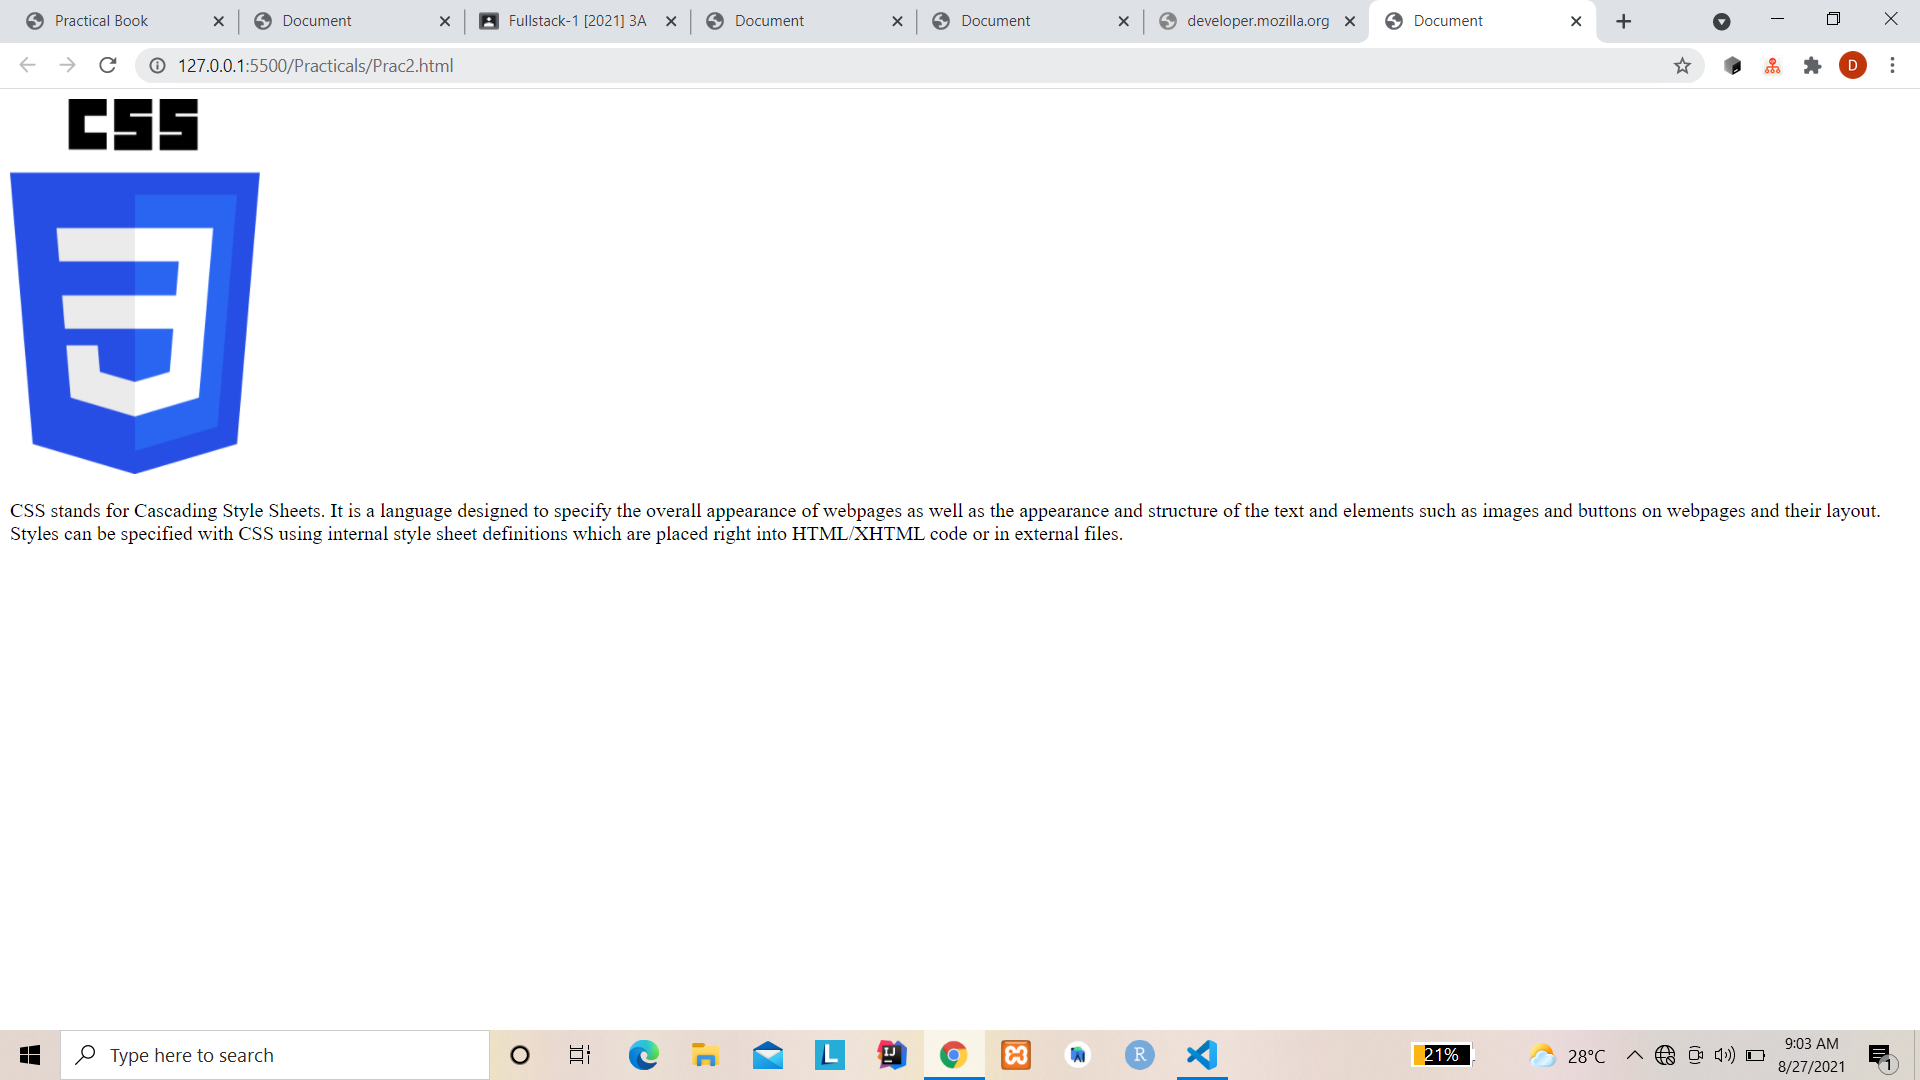 Practical Book
Document
Fullstack-1 [2021] 3A
Document
Document
developer.mozilla.org
Document
127.0.0.1:5500/Practicals/Prac2.html
D
CSS
CSS stands for Cascading Style Sheets. It is a language designed to specify the overall appearance of webpages as well as the appearance and structure of the text and elements such as images and buttons on webpages and their layout.
Styles can be specified with CSS using internal style sheet definitions which are placed right into HTML/XHTML code or in external files.
Type here to search
L
IJ
R
21%
28°C
9:03 AM
8/27/2021
1